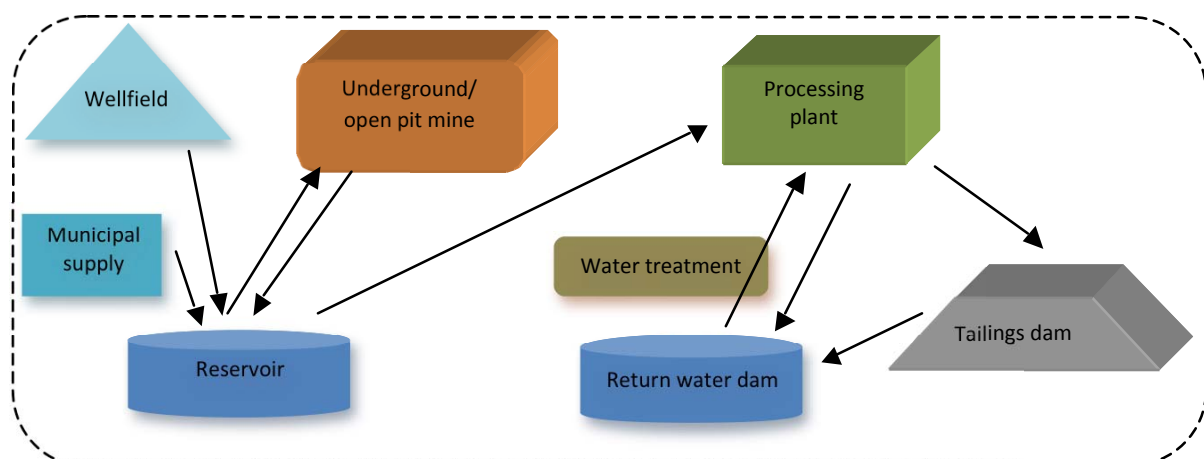 Wellfield
Underground/
open pit mine
Processing
plant
Municipal
supply
Water treatment
Reservoir
Return water dam
Tailings dam